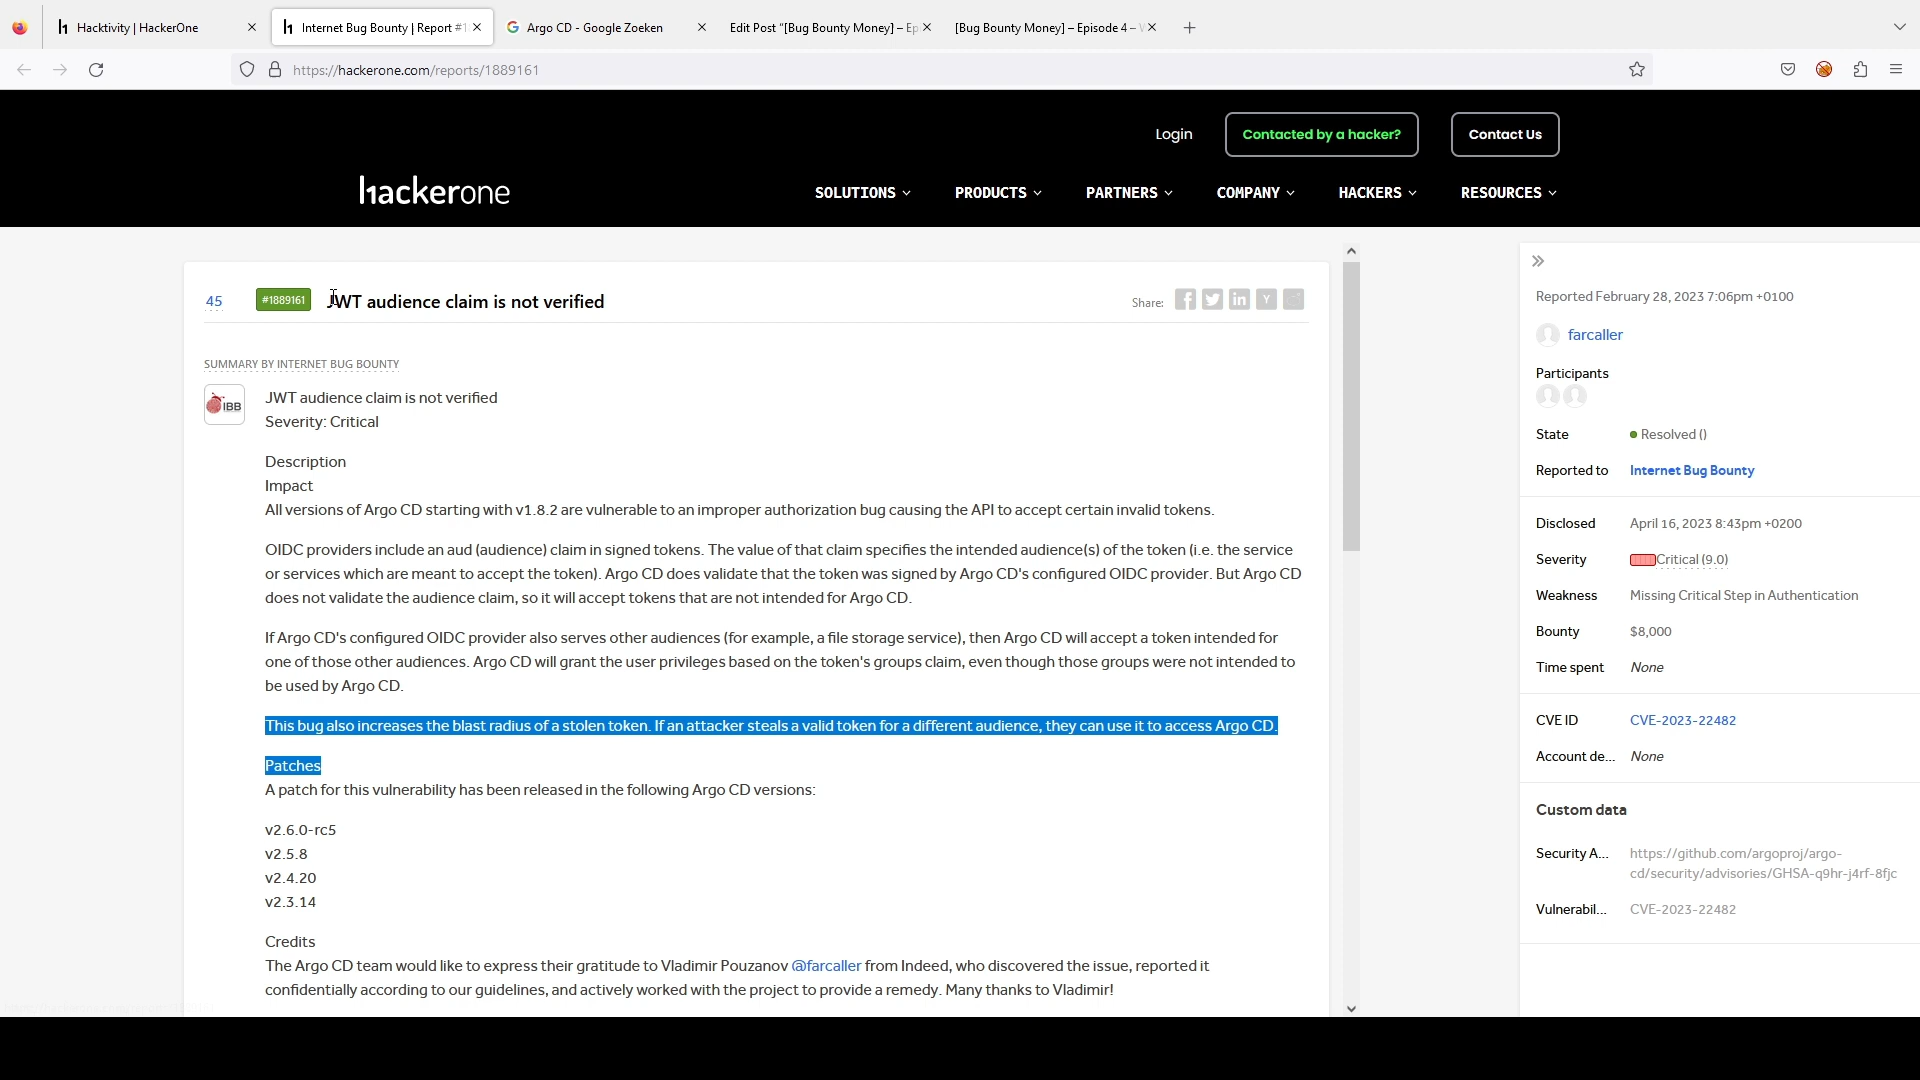 Hacktivity | HackerOne
Internet Bug Bounty | Report #1
Argo CD - Google Zoeken
Edit Post “[Bug Bounty Money] – Ep
[Bug Bounty Money] – Episode 4 – W
https://hackerone.com/reports/1889161
Login
Contacted by a hacker?
Contact Us
hackerone
SOLUTIONS
PRODUCTS
PARTNERS
COMPANY
HACKERS
RESOURCES
45
#1889161
JWT audience claim is not verified
Share:
SUMMARY BY INTERNET BUG BOUNTY
IBB
JWT audience claim is not verified
Severity: Critical
Description
Impact
All versions of Argo CD starting with v1.8.2 are vulnerable to an improper authorization bug causing the API to accept certain invalid tokens.
OIDC providers include an aud (audience) claim in signed tokens. The value of that claim specifies the intended audience(s) of the token (i.e. the service
or services which are meant to accept the token). Argo CD does validate that the token was signed by Argo CD's configured OIDC provider. But Argo CD
does not validate the audience claim, so it will accept tokens that are not intended for Argo CD.
If Argo CD's configured OIDC provider also serves other audiences (for example, a file storage service), then Argo CD will accept a token intended for
one of those other audiences. Argo CD will grant the user privileges based on the token's groups claim, even though those groups were not intended to
be used by Argo CD.
This bug also increases the blast radius of a stolen token. If an attacker steals a valid token for a different audience, they can use it to access Argo CD.
Patches
A patch for this vulnerability has been released in the following Argo CD versions:
v2.6.0-rc5
v2.5.8
v2.4.20
v2.3.14
Credits
The Argo CD team would like to express their gratitude to Vladimir Pouzanov @farcaller from Indeed, who discovered the issue, reported it
confidentially according to our guidelines, and actively worked with the project to provide a remedy. Many thanks to Vladimir!
Reported February 28, 2023 7:06pm +0100
farcaller
Participants
State Resolved ()
Reported to Internet Bug Bounty
Disclosed April 16, 2023 8:43pm +0200
Severity Critical (9.0)
Weakness Missing Critical Step in Authentication
Bounty $8,000
Time spent None
CVE ID CVE-2023-22482
Account de... None
Custom data
Security A... https://github.com/argoproj/argo-
cd/security/advisories/GHSA-q9hr-j4rf-8fjc
Vulnerabil... CVE-2023-22482